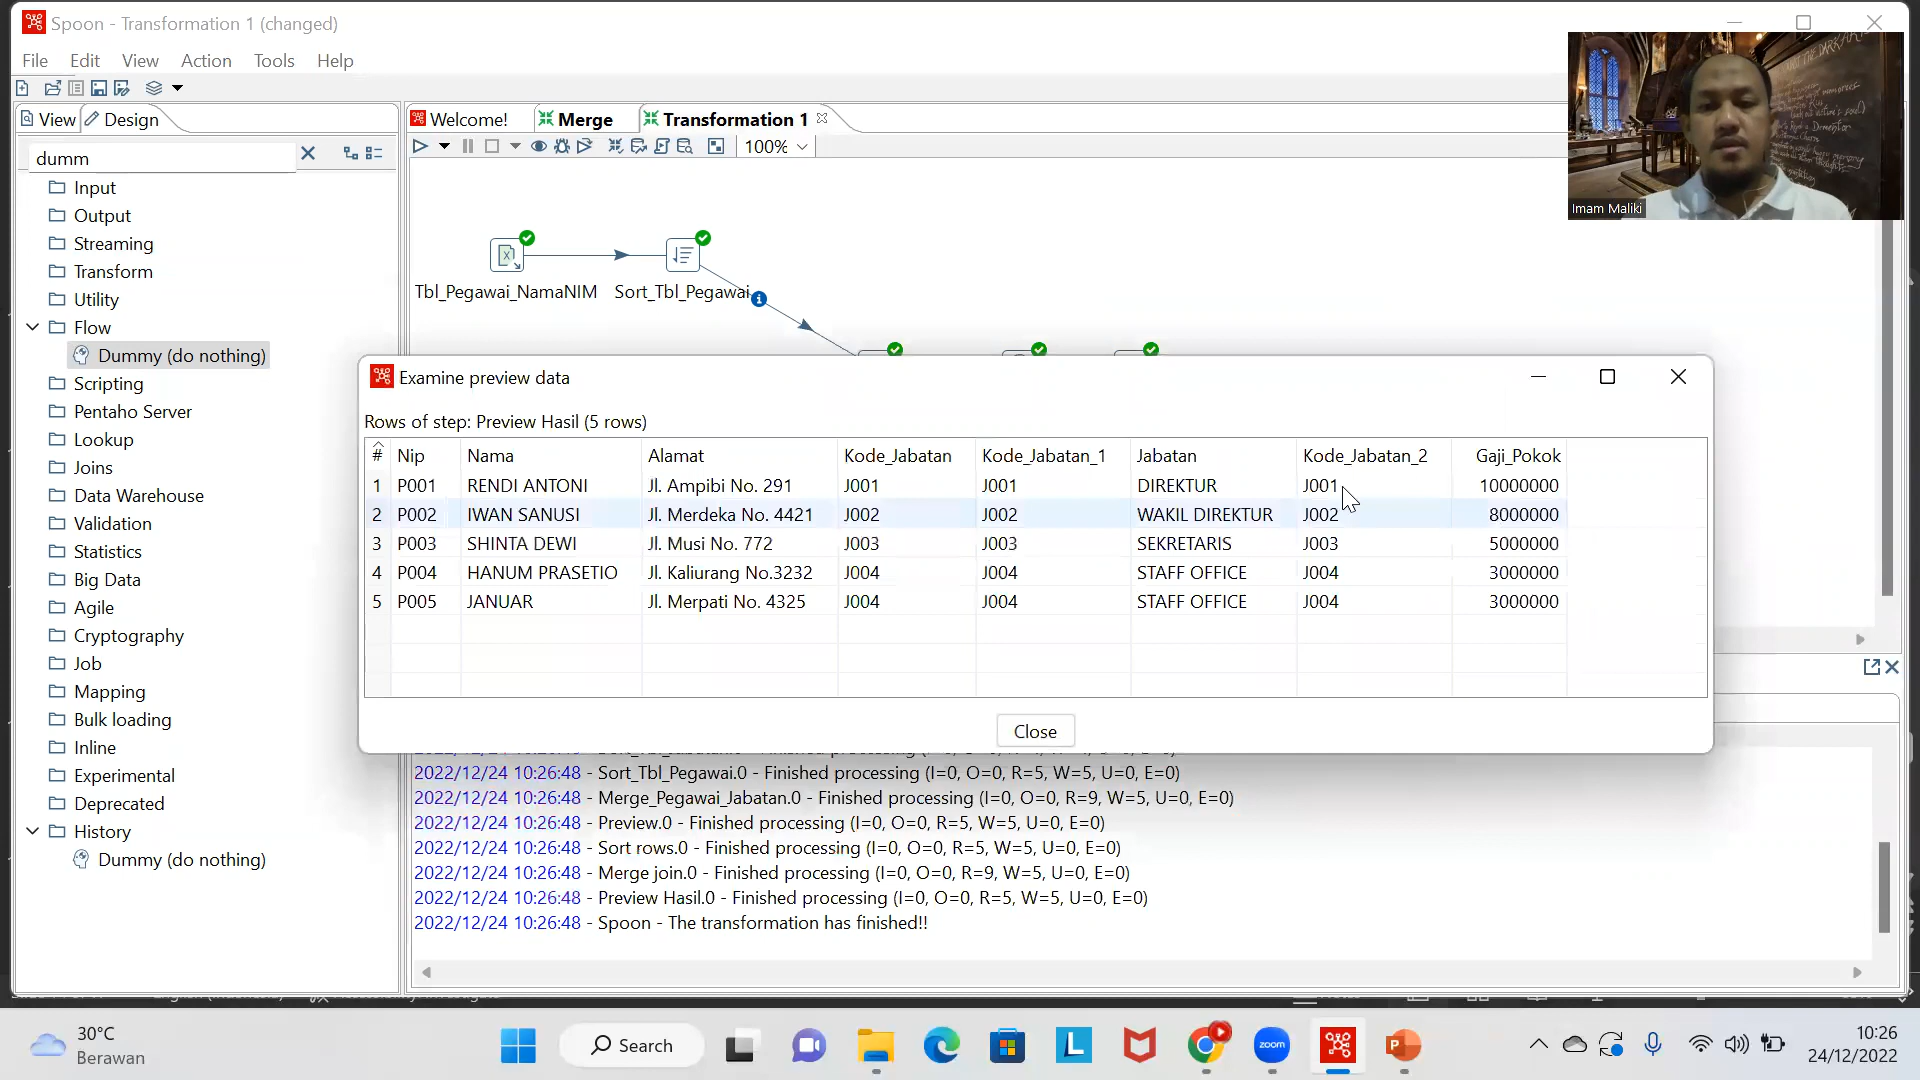 Spoon - Transformation 1 (changed)
File Edit View Action Tools Help
View Design
dumm
Input
Output
Streaming
Transform
Utility
Flow
Dummy (do nothing)
Scripting
Pentaho Server
Lookup
Joins
Data Warehouse
Validation
Statistics
Big Data
Agile
Cryptography
Job
Mapping
Bulk loading
Inline
Experimental
Deprecated
History
Dummy (do nothing)
Welcome! Merge Transformation 1
100%
Tbl_Pegawai_NamaNIM Sort_Tbl_Pegawai
Imam Maliki
Examine preview data
Rows of step: Preview Hasil (5 rows)
# Nip Nama Alamat Kode_Jabatan Kode_Jabatan_1 Jabatan Kode_Jabatan_2 Gaji_Pokok
1 P001 RENDI ANTONI Jl. Ampibi No. 291 J001 J001 DIREKTUR J001 10000000
2 P002 IWAN SANUSI Jl. Merdeka No. 4421 J002 J002 WAKIL DIREKTUR J002 8000000
3 P003 SHINTA DEWI Jl. Musi No. 772 J003 J003 SEKRETARIS J003 5000000
4 P004 HANUM PRASETIO Jl. Kaliurang No.3232 J004 J004 STAFF OFFICE J004 3000000
5 P005 JANUAR Jl. Merpati No. 4325 J004 J004 STAFF OFFICE J004 3000000
Close
2022/12/24 10:26:48 - Sort_Tbl_Pegawai.0 - Finished processing (I=0, O=0, R=5, W=5, U=0, E=0)
2022/12/24 10:26:48 - Merge_Pegawai_Jabatan.0 - Finished processing (I=0, O=0, R=9, W=5, U=0, E=0)
2022/12/24 10:26:48 - Preview.0 - Finished processing (I=0, O=0, R=5, W=5, U=0, E=0)
2022/12/24 10:26:48 - Sort rows.0 - Finished processing (I=0, O=0, R=5, W=5, U=0, E=0)
2022/12/24 10:26:48 - Merge join.0 - Finished processing (I=0, O=0, R=9, W=5, U=0, E=0)
2022/12/24 10:26:48 - Preview Hasil.0 - Finished processing (I=0, O=0, R=5, W=5, U=0, E=0)
2022/12/24 10:26:48 - Spoon - The transformation has finished!!
30°C
Berawan
Search
zoom
10:26
24/12/2022